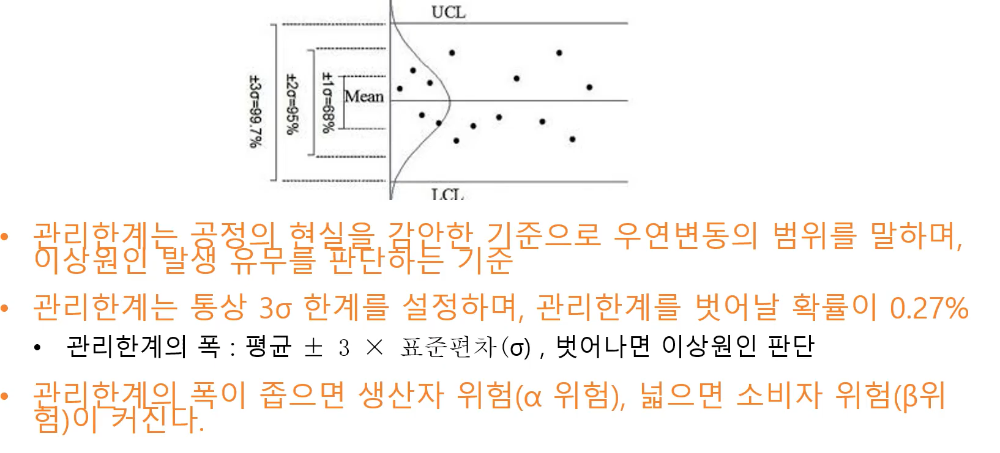 UCL
±3σ=99.7%
±2σ=95%
±1σ=68%
Mean
LCL
• 관리한계는 공정의 현실을 감안한 기준으로 우연변동의 범위를 말하며,
이상원인 발생 유무를 판단하는 기준
• 관리한계는 통상 3σ 한계를 설정하며, 관리한계를 벗어날 확률이 0.27%
• 관리한계의 폭 : 평균 ± 3 × 표준편차(σ) , 벗어나면 이상원인 판단
• 관리한계의 폭이 좁으면 생산자 위험(α 위험), 넓으면 소비자 위험(β위
험)이 커진다.